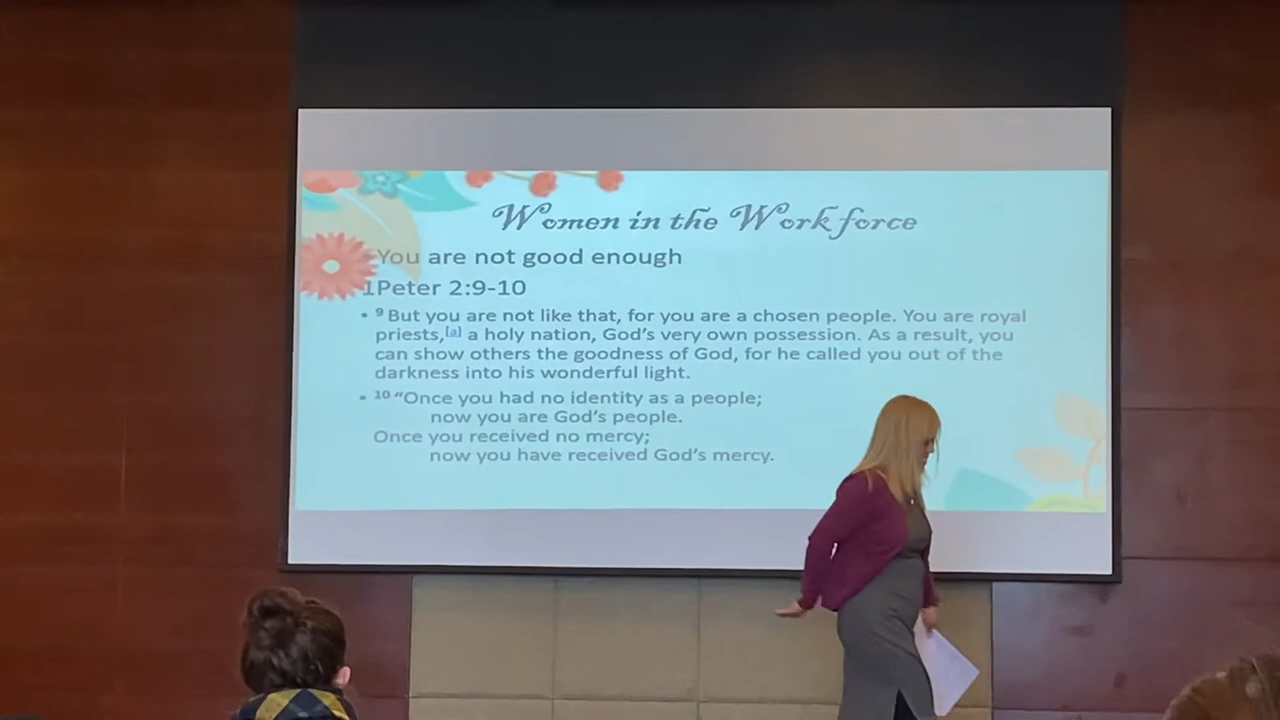 Women in the Work force
You are not good enough
1Peter 2:9-10
• ⁹ But you are not like that, for you are a chosen people. You are royal
priests,[a] a holy nation, God’s very own possession. As a result, you
can show others the goodness of God, for he called you out of the
darkness into his wonderful light.
• ¹⁰ “Once you had no identity as a people;
now you are God’s people.
Once you received no mercy;
now you have received God’s mercy.